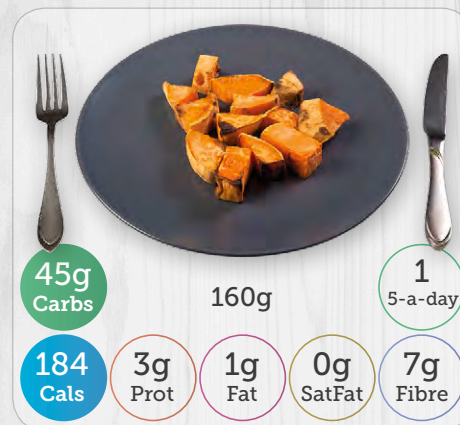 45g
Carbs
160g
1
5-a-day
184
Cals
3g
Prot
1g
Fat
0g
SatFat
7g
Fibre